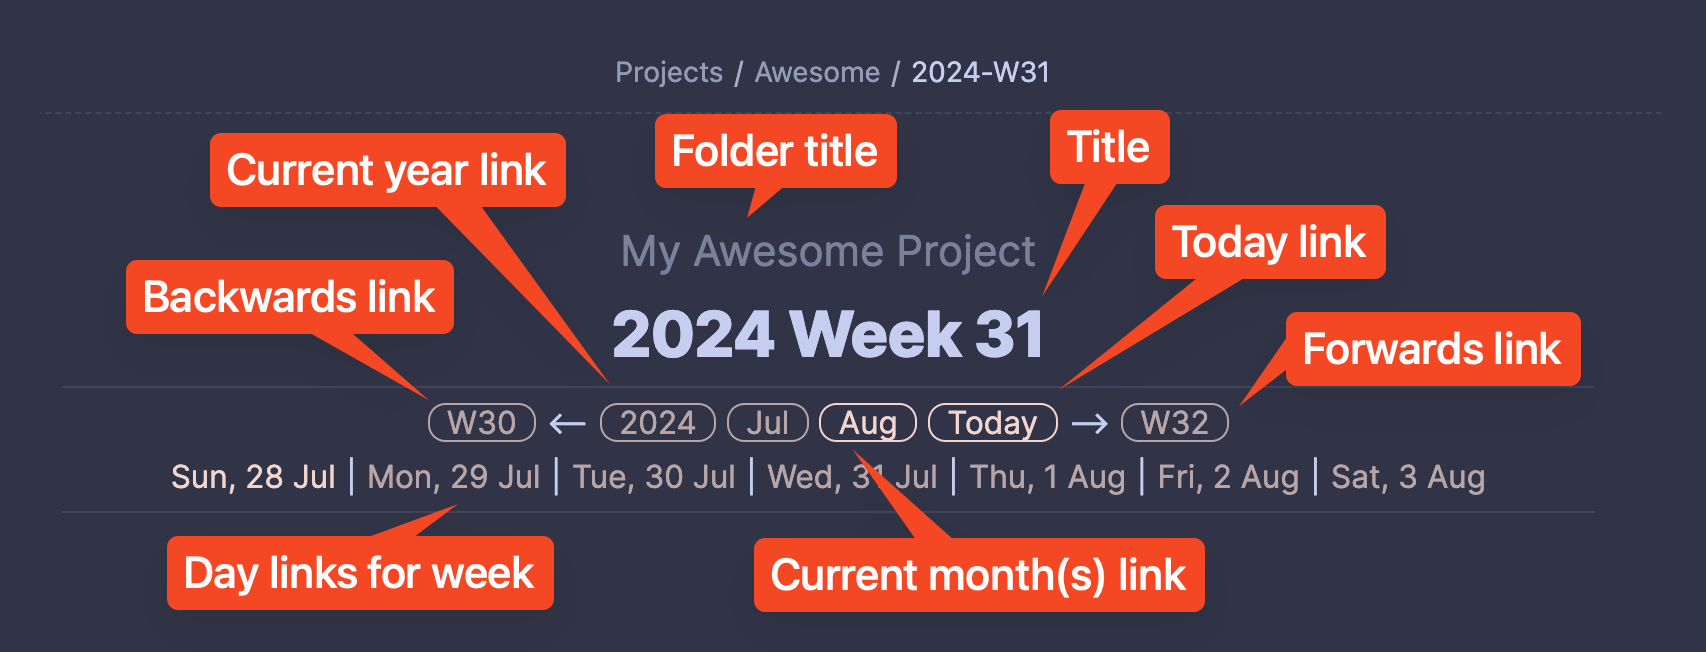 Projects / Awesome / 2024-W31
Folder title
Title
Current year link
Today link
My Awesome Project
Backwards link
2024 Week 31
Forwards link
W30 ← 2024 Jul Aug Today → W32
Sun, 28 Jul | Mon, 29 Jul | Tue, 30 Jul | Wed, 31 Jul | Thu, 1 Aug | Fri, 2 Aug | Sat, 3 Aug
Day links for week
Current month(s) link